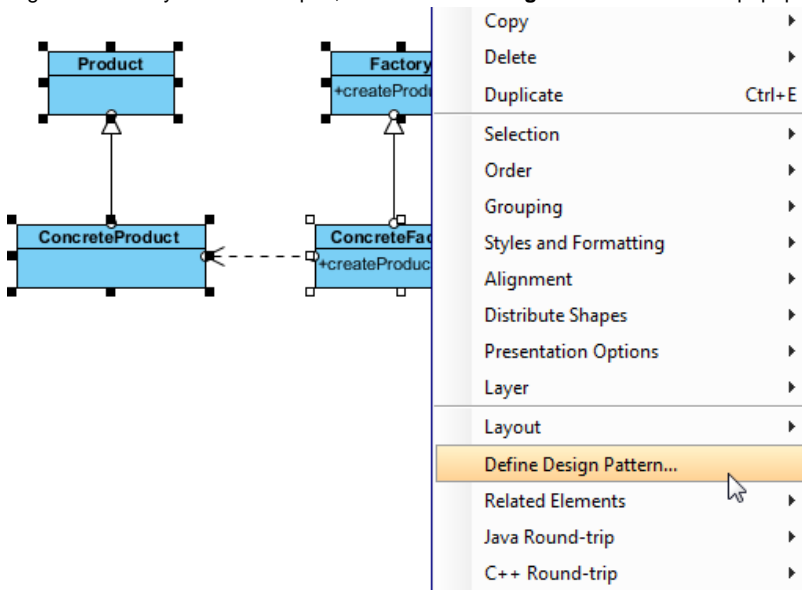 Product
Factory
+createProdu
ConcreteProduct
ConcreteFac
+createProduc
Copy
Delete
Duplicate Ctrl+E
Selection
Order
Grouping
Styles and Formatting
Alignment
Distribute Shapes
Presentation Options
Layer
Layout
Define Design Pattern...
Related Elements
Java Round-trip
C++ Round-trip